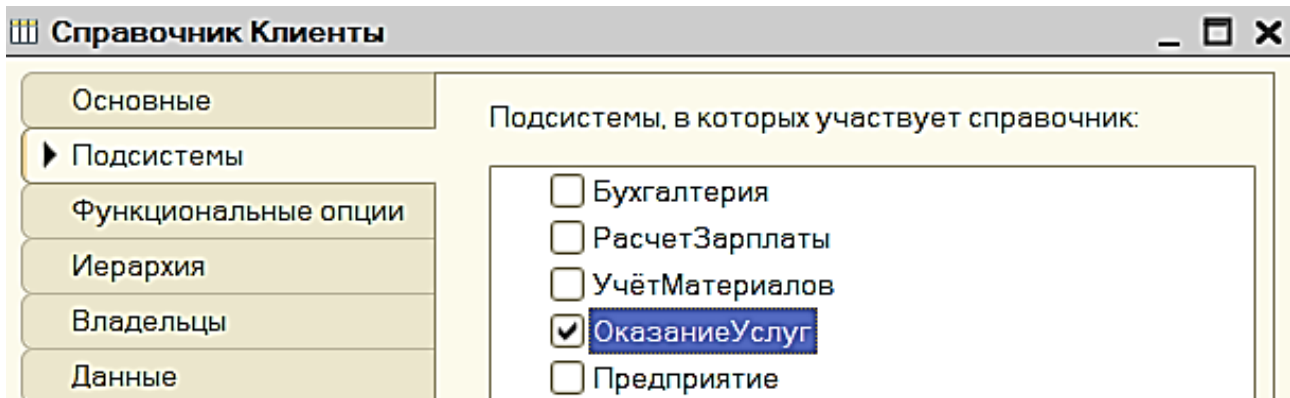 Справочник Клиенты
Основные
Подсистемы
Функциональные опции
Иерархия
Владельцы
Данные
Подсистемы, в которых участвует справочник:
Бухгалтерия
РасчетЗарплаты
УчётМатериалов
ОказаниеУслуг
Предприятие